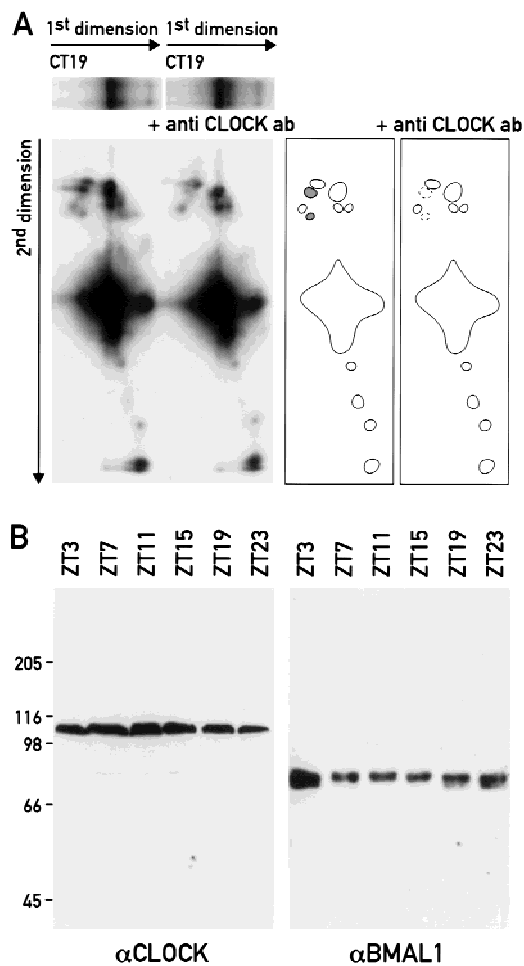 A
1st dimension 1st dimension
CT19 CT19
+ anti CLOCK ab + anti CLOCK ab
2nd dimension
B
ZT3 ZT7 ZT11 ZT15 ZT19 ZT23 ZT3 ZT7 ZT11 ZT15 ZT19 ZT23
205
116
98
66
45
αCLOCK αBMAL1